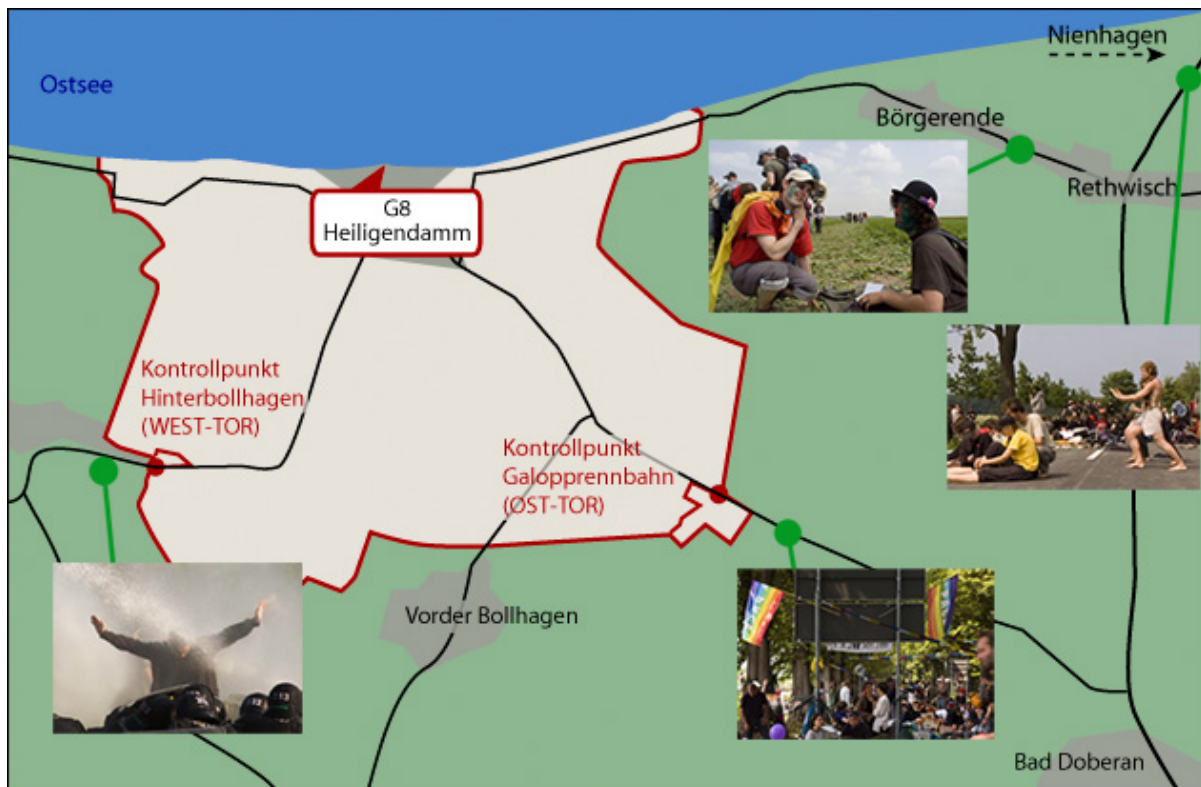 Nienhagen
Ostsee
Börgerende
Rethwisch
G8
Heiligendamm
Kontrollpunkt
Hinterbollhagen
(WEST-TOR)
Kontrollpunkt
Galopprennbahn
(OST-TOR)
Vorder Bollhagen
Bad Doberan